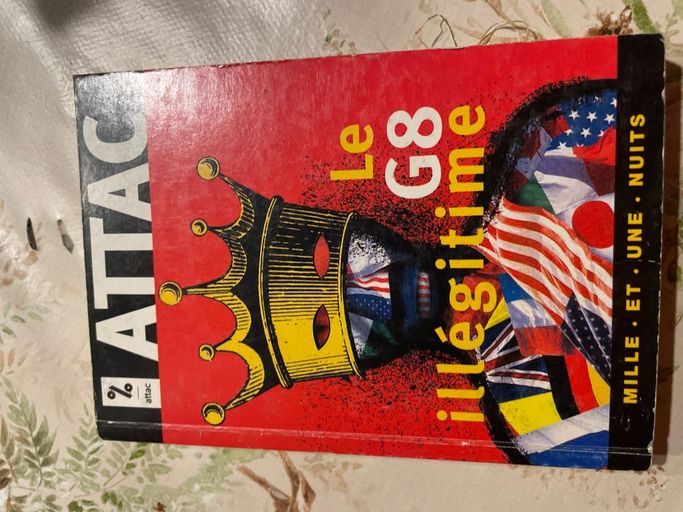 %
attac
ATTAC
Le
G8
illégitime
MILLE · ET · UNE · NUITS